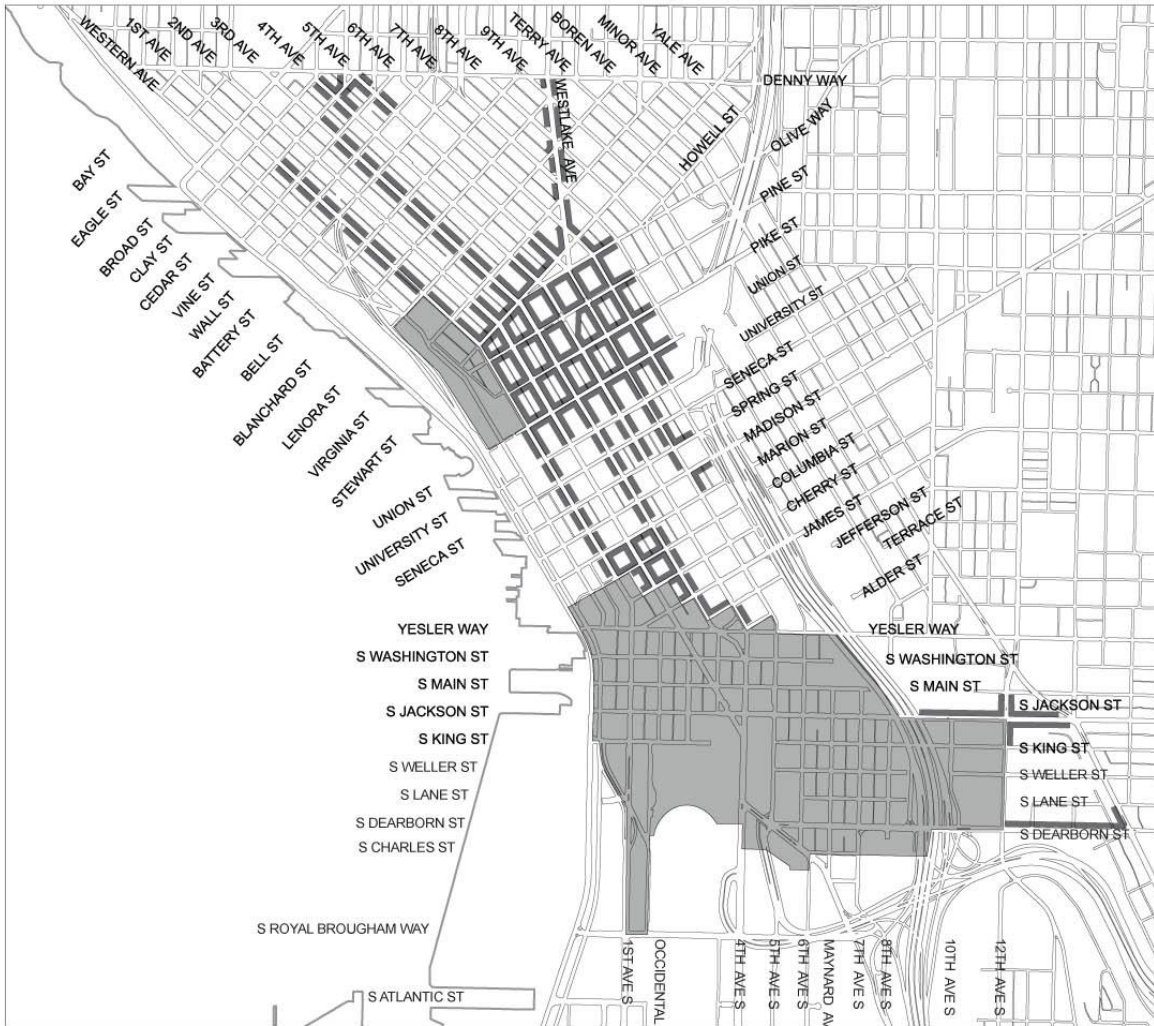 WESTERN AVE
1ST AVE
2ND AVE
3RD AVE
4TH AVE
5TH AVE
6TH AVE
7TH AVE
8TH AVE
9TH AVE
TERRY AVE
BOREN AVE
MINOR AVE
YALE AVE
DENNY WAY
WESTLAKE AVE
HOWELL ST
OLIVE WAY
PINE ST
PIKE ST
UNION ST
UNIVERSITY ST
SENECA ST
SPRING ST
MADISON ST
MARION ST
COLUMBIA ST
CHERRY ST
JAMES ST
JEFFERSON ST
TERRACE ST
ALDER ST
BAY ST
EAGLE ST
BROAD ST
CLAY ST
CEDAR ST
VINE ST
WALL ST
BATTERY ST
BELL ST
BLANCHARD ST
LENORA ST
VIRGINIA ST
STEWART ST
UNION ST
UNIVERSITY ST
SENECA ST
YESLER WAY
S WASHINGTON ST
S MAIN ST
S JACKSON ST
S KING ST
S WELLER ST
S LANE ST
S DEARBORN ST
S CHARLES ST
S ROYAL BROUGHAM WAY
S ATLANTIC ST
YESLER WAY
S WASHINGTON ST
S MAIN ST
S JACKSON ST
S KING ST
S WELLER ST
S LANE ST
S DEARBORN ST
1ST AVE S
OCCIDENTAL
4TH AVE S
5TH AVE S
6TH AVE S
MAYNARD AV
7TH AVE S
8TH AVE S
10TH AVE S
12TH AVE S